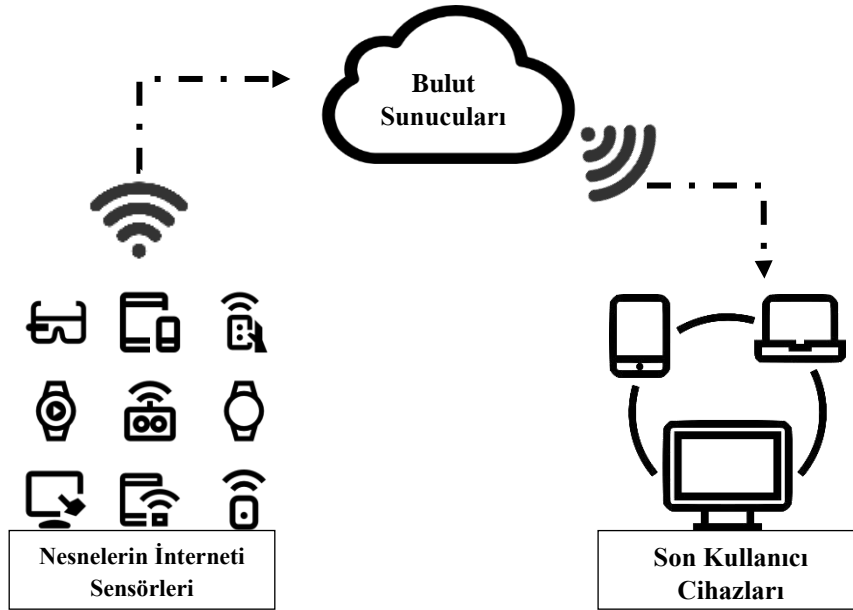 Bulut
Sunucuları
Nesnelerin İnterneti
Sensörleri
Son Kullanıcı
Cihazları